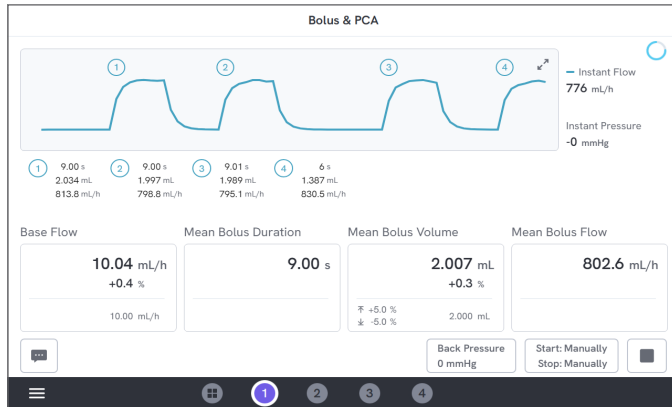 Bolus & PCA
1
2
3
4
Instant Flow
776 mL/h
Instant Pressure
-0 mmHg
1 9.00 s
2.034 mL
813.8 mL/h
2 9.00 s
1.997 mL
798.8 mL/h
3 9.01 s
1.989 mL
795.1 mL/h
4 6 s
1.387 mL
830.5 mL/h
Base Flow
10.04 mL/h
+0.4 %
10.00 mL/h
Mean Bolus Duration
9.00 s
Mean Bolus Volume
2.007 mL
+0.3 %
+5.0 %
-5.0 %
2.000 mL
Mean Bolus Flow
802.6 mL/h
Back Pressure
0 mmHg
Start: Manually
Stop: Manually
1
2
3
4